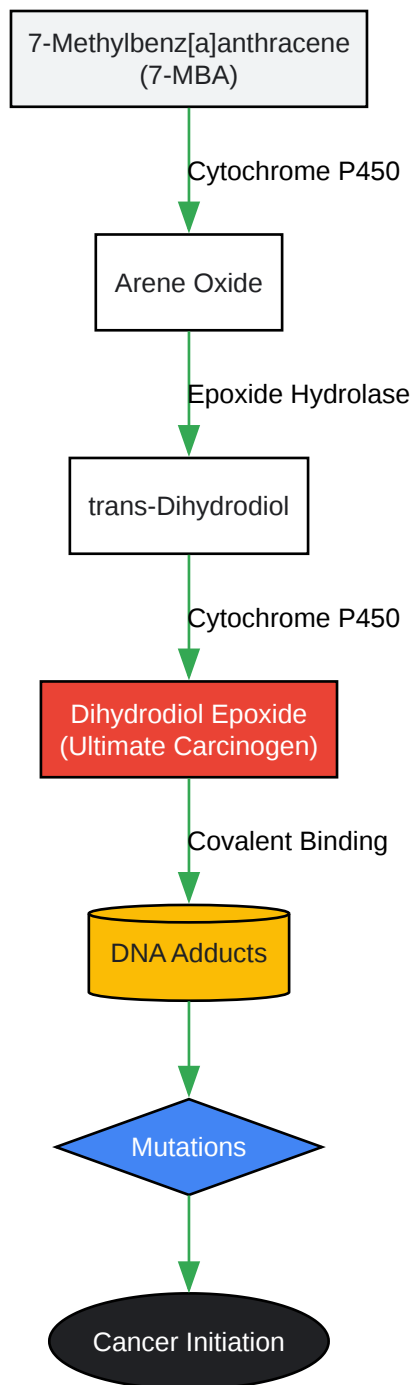 7-Methylbenz[a]anthracene
(7-MBA)
Cytochrome P450
Arene Oxide
Epoxide Hydrolase
trans-Dihydrodiol
Cytochrome P450
Dihydrodiol Epoxide
(Ultimate Carcinogen)
Covalent Binding
DNA Adducts
Mutations
Cancer Initiation